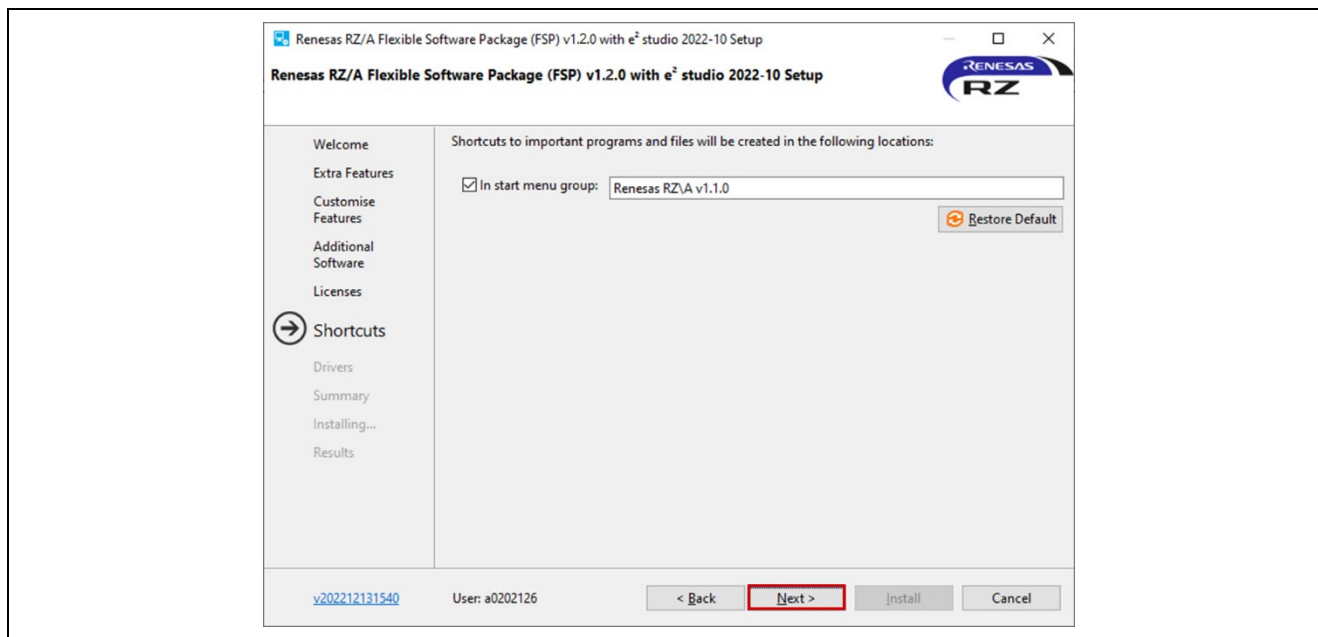 Renesas RZ/A Flexible Software Package (FSP) v1.2.0 with e² studio 2022-10 Setup
Renesas RZ/A Flexible Software Package (FSP) v1.2.0 with e² studio 2022-10 Setup
RENESAS
RZ
Welcome
Extra Features
Customise
Features
Additional
Software
Licenses
Shortcuts
Drivers
Summary
Installing...
Results
Shortcuts to important programs and files will be created in the following locations:
In start menu group: Renesas RZ\A v1.1.0
Restore Default
v202212131540 User: a0202126 < Back Next > Install Cancel